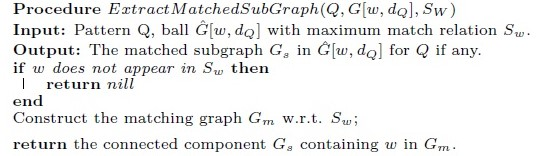 Procedure ExtractMatchedSubGraph(Q, G[w, d_Q], S_W)
Input: Pattern Q, ball Ĝ[w, d_Q] with maximum match relation S_w.
Output: The matched subgraph G_s in Ĝ[w, d_Q] for Q if any.
if w does not appear in S_w then
return nill
end
Construct the matching graph G_m w.r.t. S_w;
return the connected component G_s containing w in G_m.